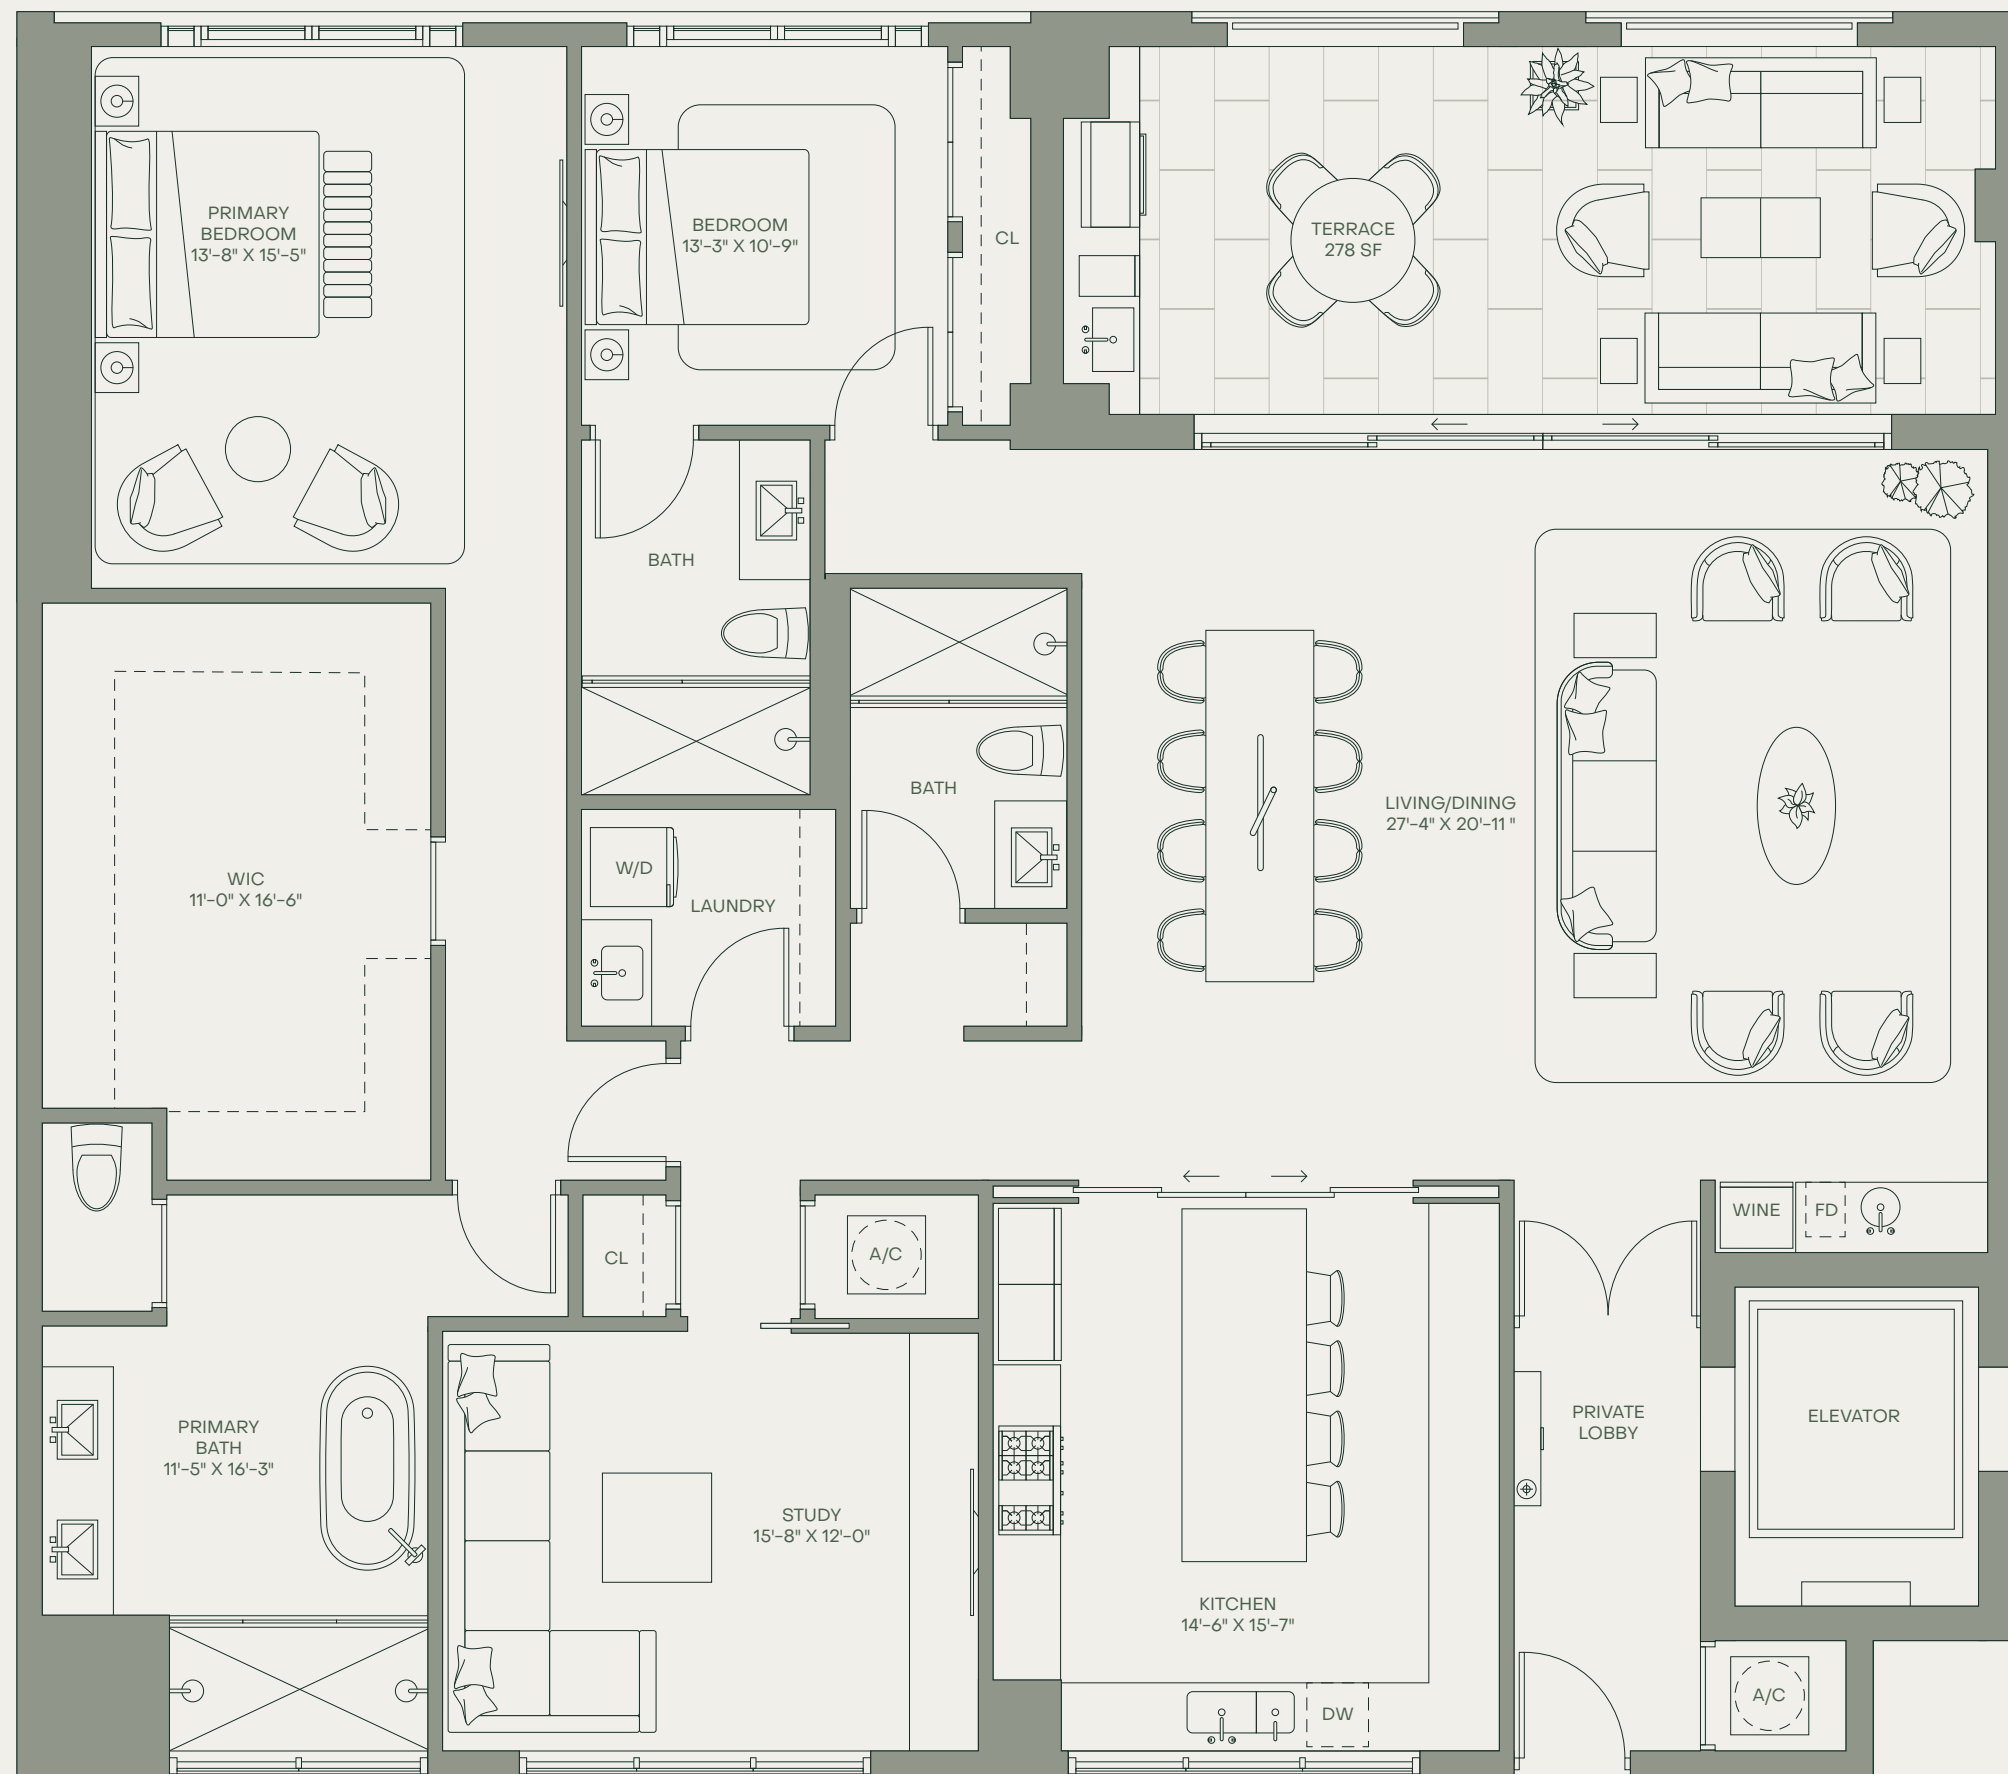 PRIMARY
BEDROOM
13'-8" X 15'-5"
BEDROOM
13'-3" X 10'-9"
CL
TERRACE
278 SF
BATH
BATH
LIVING/DINING
27'-4" X 20'-11"
WIC
11'-0" X 16'-6"
W/D
LAUNDRY
CL
A/C
WINE
FD
PRIMARY
BATH
11'-5" X 16'-3"
STUDY
15'-8" X 12'-0"
KITCHEN
14'-6" X 15'-7"
DW
PRIVATE
LOBBY
ELEVATOR
A/C